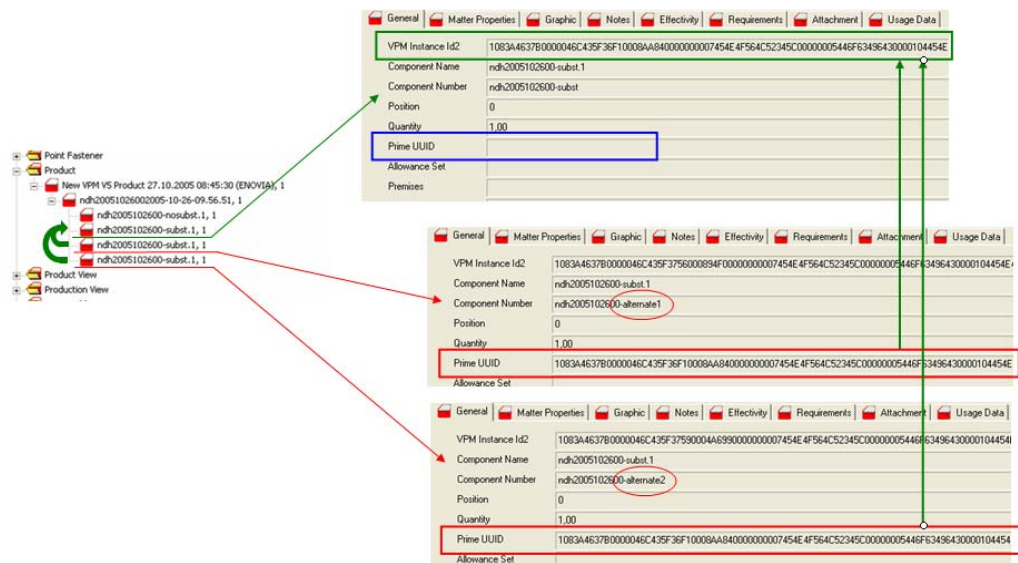 General Matter Properties Graphic Notes Effectivity Requirements Attachment Usage Data
VPM Instance Id2 1083A4637B0000046C435F36F10008AA840000000007454E4F564C52345C00000005446F63496430000104454E
Component Name ndh2005102600-subst.1
Component Number ndh2005102600-subst
Position 0
Quantity 1,00
Prime UUID
Allowance Set
Premises
Point Fastener
Product
New VPM V5 Product 27.10.2005 08:45:30 (ENOVIA), 1
ndh20051026002005-10-26-09.56.51, 1
ndh2005102600-nosubst.1, 1
ndh2005102600-subst.1, 1
ndh2005102600-subst.1, 1
ndh2005102600-subst.1, 1
Product View
Production View
General Matter Properties Graphic Notes Effectivity Requirements Attachment Usage Data
VPM Instance Id2 1083A4637B0000046C435F3756000894F00000000007454E4F564C52345C00000005446F63496430000104454E
Component Name ndh2005102600-subst.1
Component Number ndh2005102600-alternate1
Position 0
Quantity 1,00
Prime UUID 1083A4637B0000046C435F36F10008AA840000000007454E4F564C52345C00000005446F63496430000104454E
Allowance Set
General Matter Properties Graphic Notes Effectivity Requirements Attachment Usage Data
VPM Instance Id2 1083A4637B0000046C435F37590004A6990000000007454E4F564C52345C00000005446F63496430000104454
Component Name ndh2005102600-subst.1
Component Number ndh2005102600-alternate2
Position 0
Quantity 1,00
Prime UUID 1083A4637B0000046C435F36F10008AA840000000007454E4F564C52345C00000005446F63496430000104454
Allowance Set